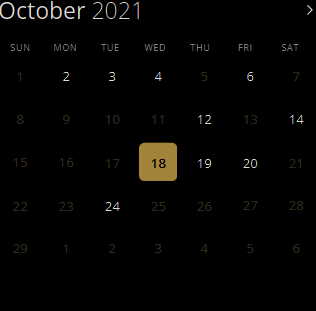 October 2021
SUN MON TUE WED THU FRI SAT
1 2 3 4 5 6 7
8 9 10 11 12 13 14
15 16 17 18 19 20 21
22 23 24 25 26 27 28
29 1 2 3 4 5 6